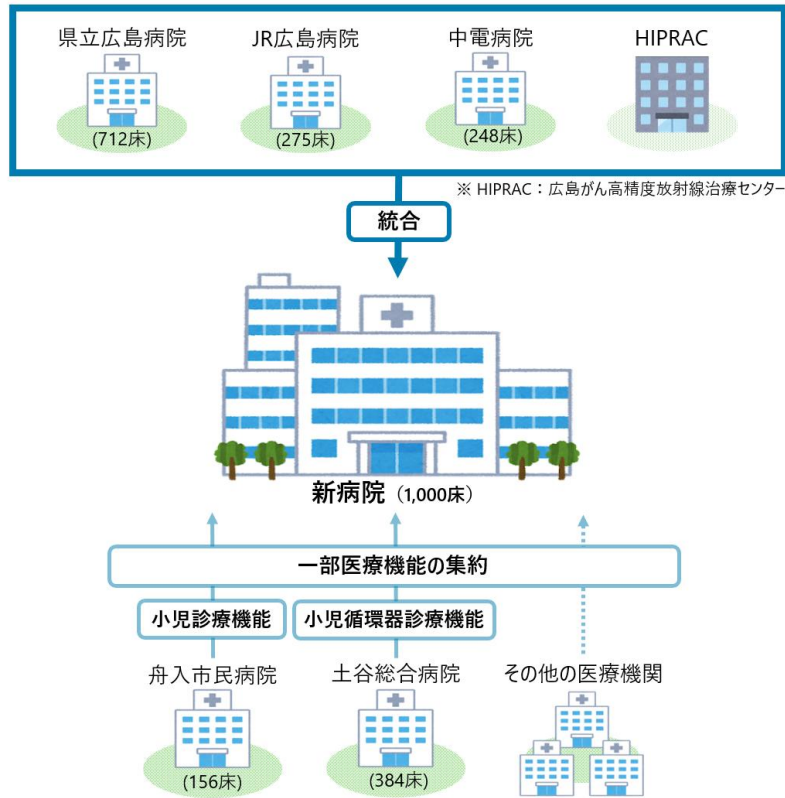 県立広島病院 JR広島病院 中電病院 HIPRAC
(712床) (275床) (248床)
※ HIPRAC：広島がん高精度放射線治療センター
統合
新病院（1,000床）
一部医療機能の集約
小児診療機能 小児循環器診療機能
舟入市民病院 土谷総合病院 その他の医療機関
(156床) (384床)